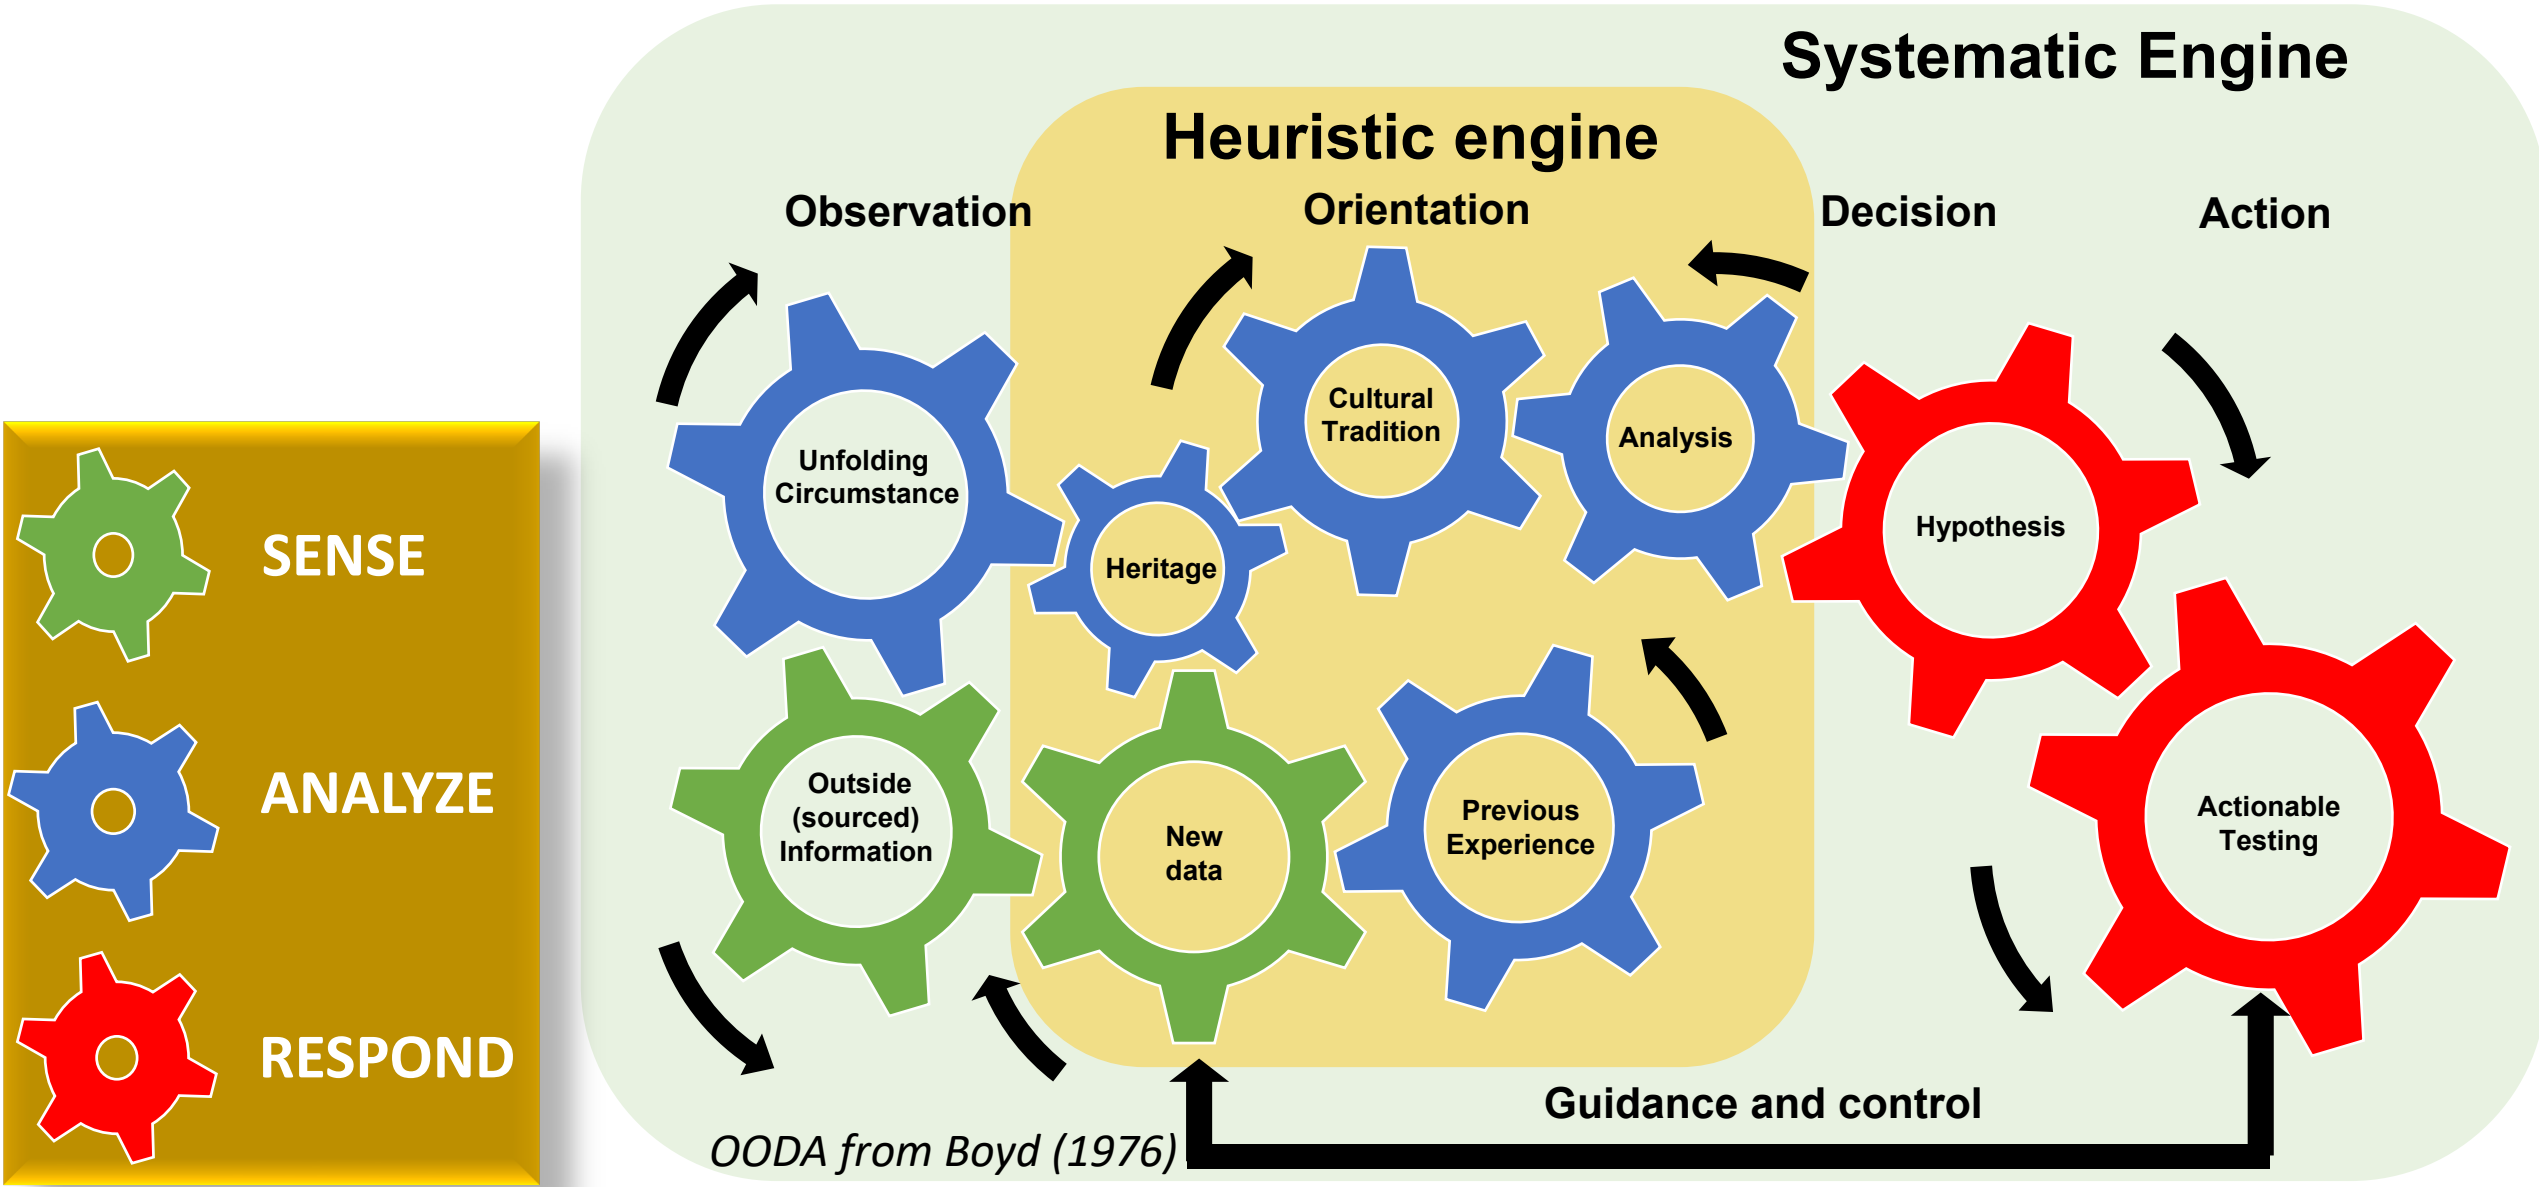 Systematic Engine
Heuristic engine
Observation
Orientation
Decision
Action
Unfolding
Circumstance
Heritage
Cultural
Tradition
Analysis
Hypothesis
Outside
(sourced)
Information
New
data
Previous
Experience
Actionable
Testing
SENSE
ANALYZE
RESPOND
Guidance and control
OODA from Boyd (1976)